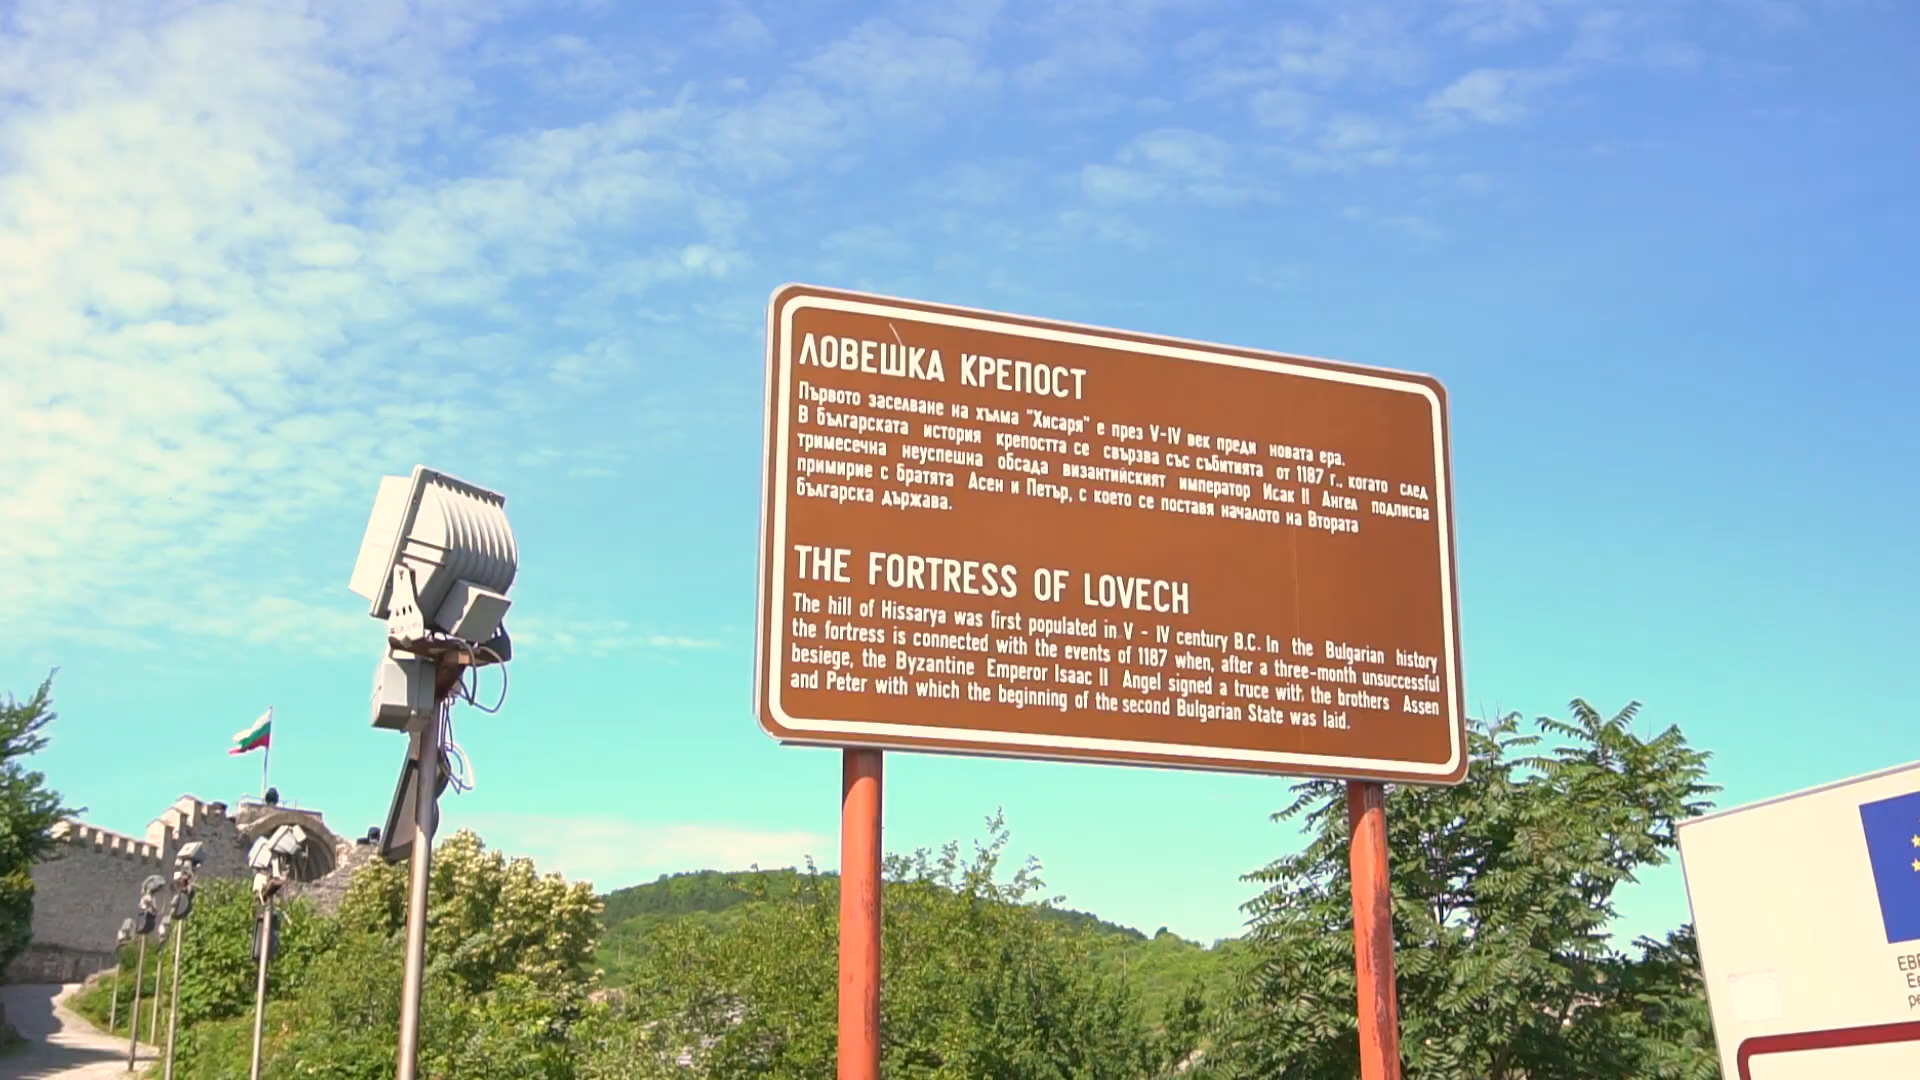 ЛОВЕШКА КРЕПОСТ
Първото заселване на хълма "Хисаря" е през V-IV век преди новата ера.
В българската история крепостта се свързва със събитията от 1187 г.. когато след
тримесечна неуспешна обсада византийският император Исак II Ангел подписва
примирие с братята Асен и Петър, с което се поставя началото на Втората
българска държава.
THE FORTRESS OF LOVECH
The hill of Hissarya was first populated in V - IV century B.C. In the Bulgarian history
the fortress is connected with the events of 1187 when, after a three-month unsuccessful
besiege, the Byzantine Emperor Isaac II Angel signed a truce with the brothers Assen
and Peter with which the beginning of the second Bulgarian State was laid.